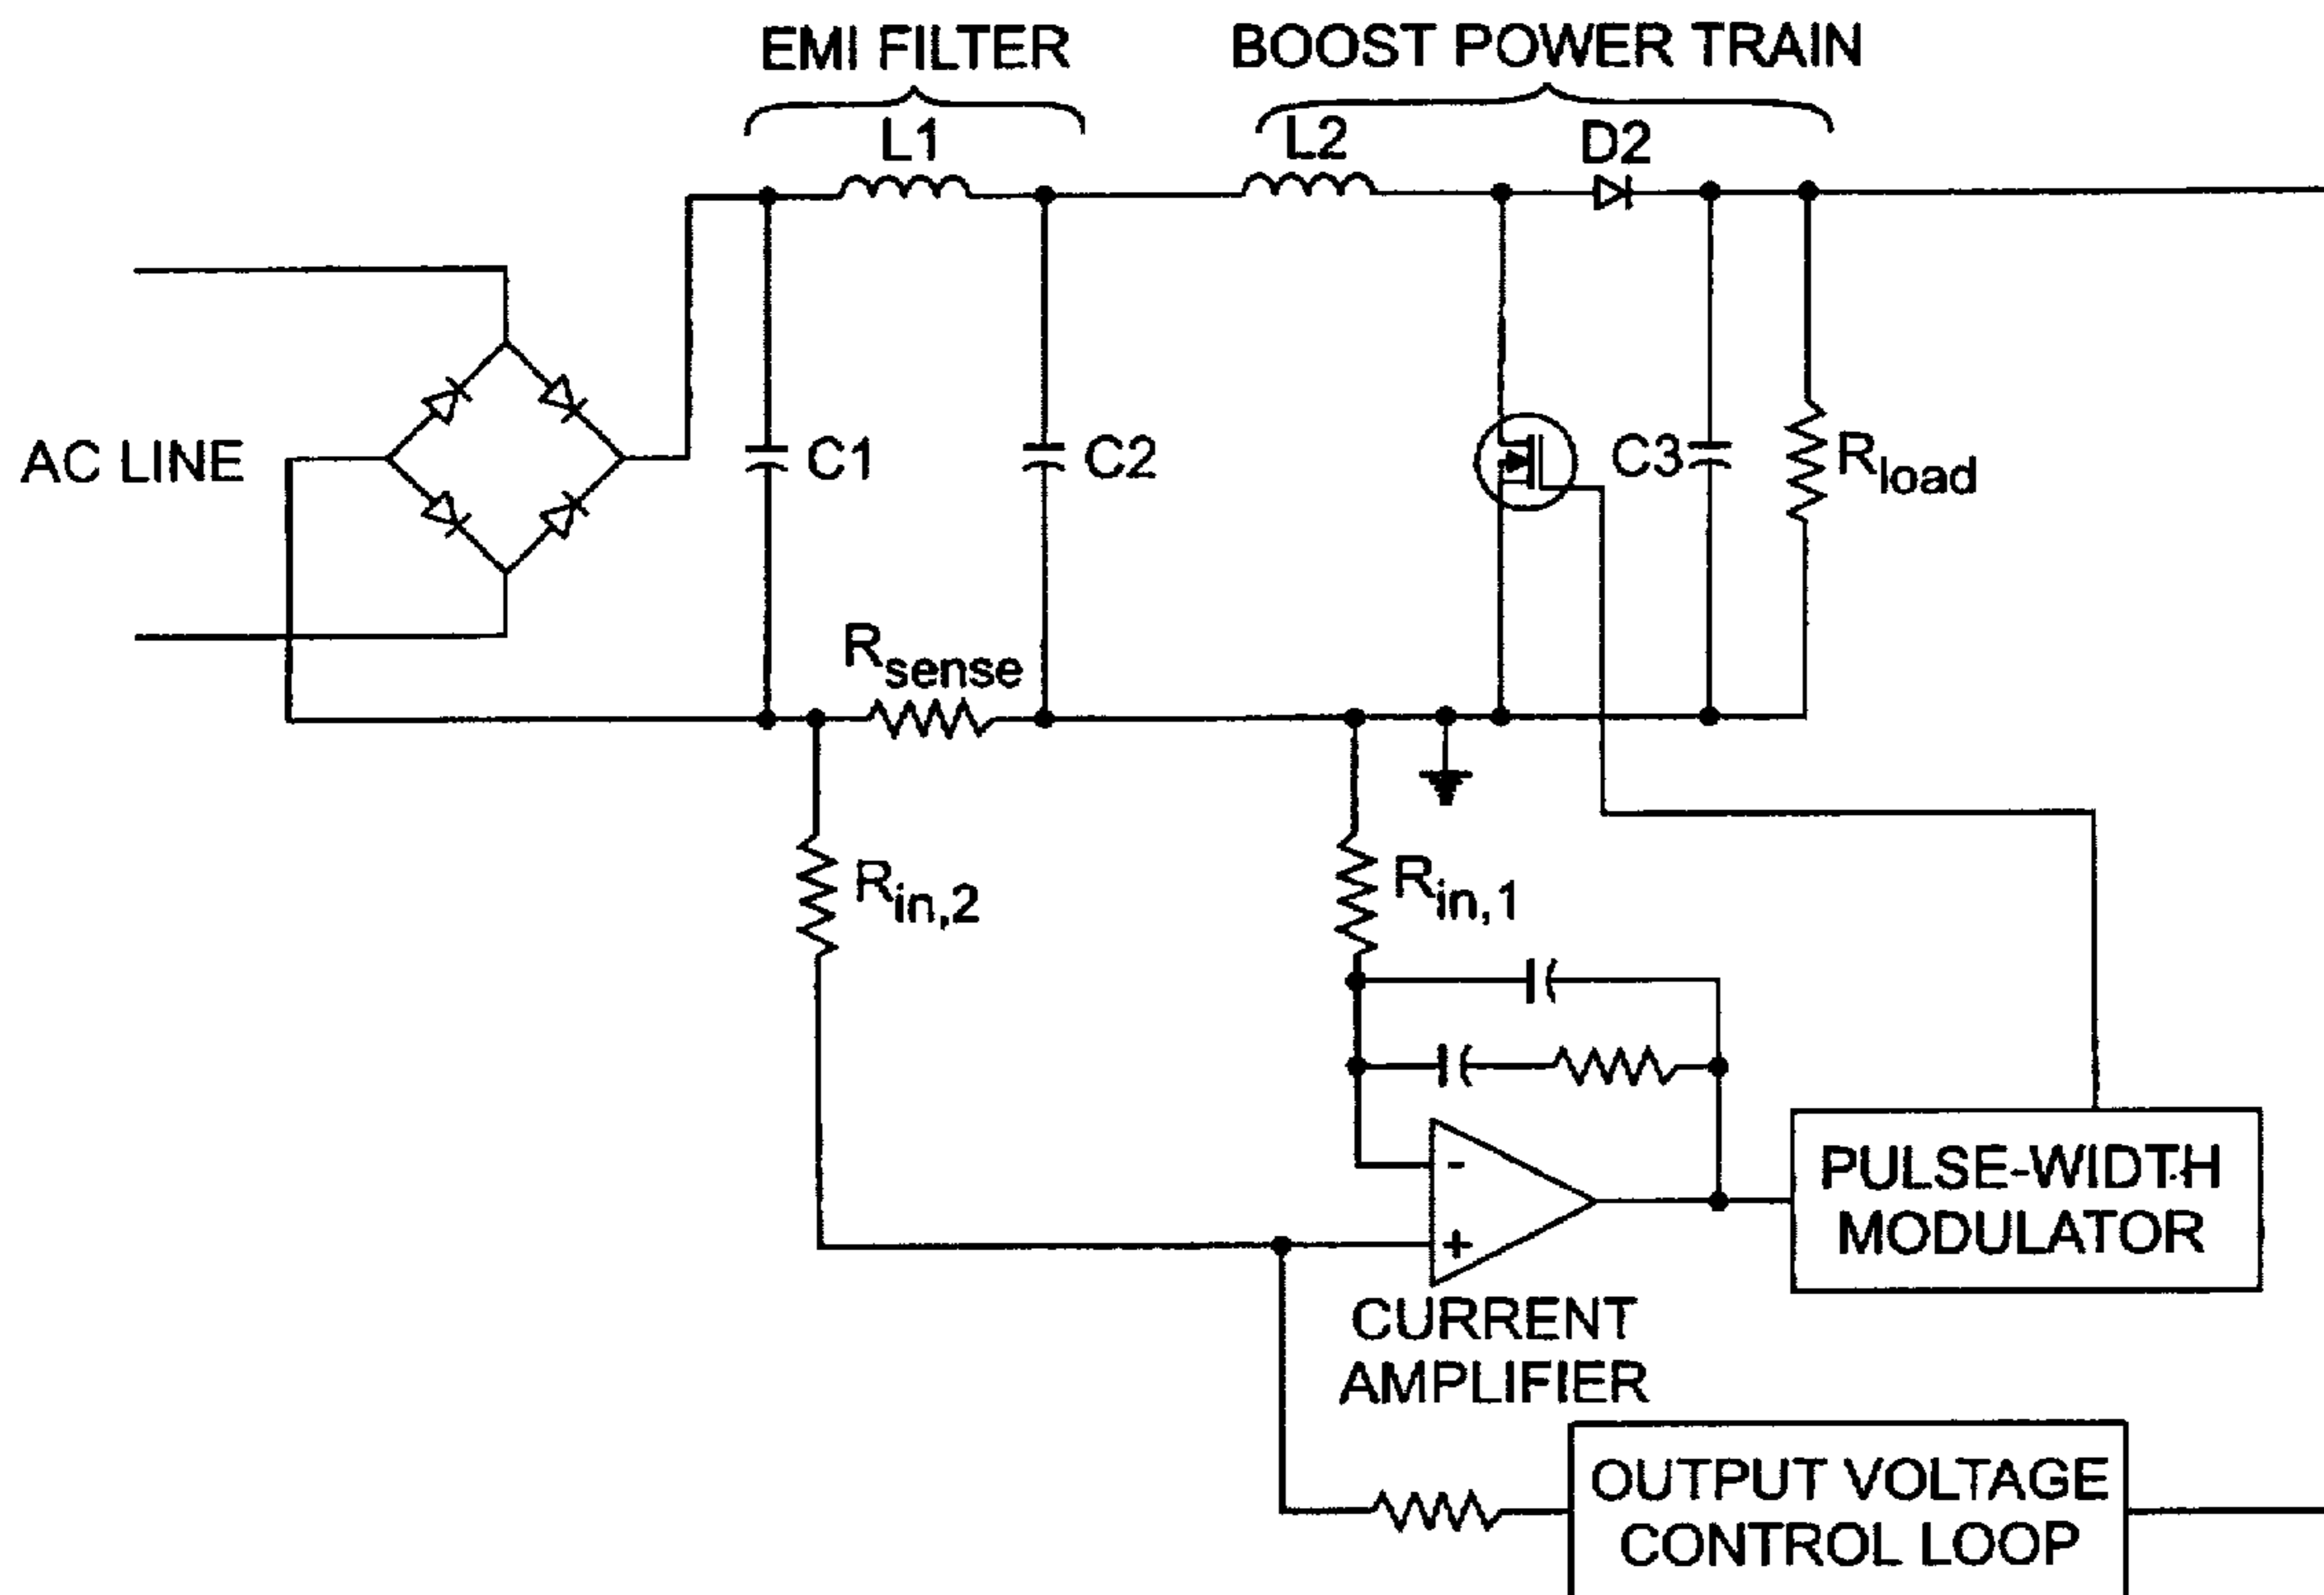 EMI FILTER
BOOST POWER TRAIN
L1
L2
D2
AC LINE
C1
C2
C3
Rload
Rsense
Rin,2
Rin,1
-
+
PULSE-WIDTH
MODULATOR
CURRENT
AMPLIFIER
OUTPUT VOLTAGE
CONTROL LOOP